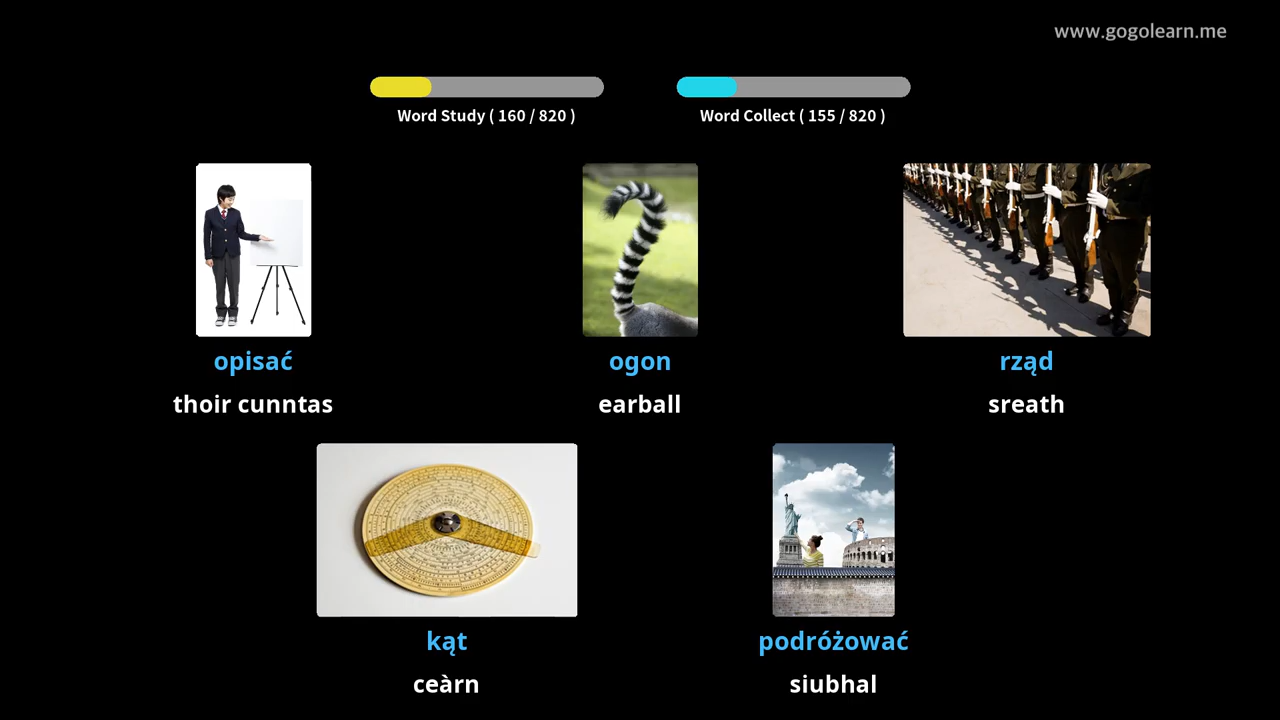 www.gogolearn.me
Word Study ( 160 / 820 )
Word Collect ( 155 / 820 )
opisać
ogon
rząd
thoir cunntas
earball
sreath
kąt
podróżować
ceàrn
siubhal